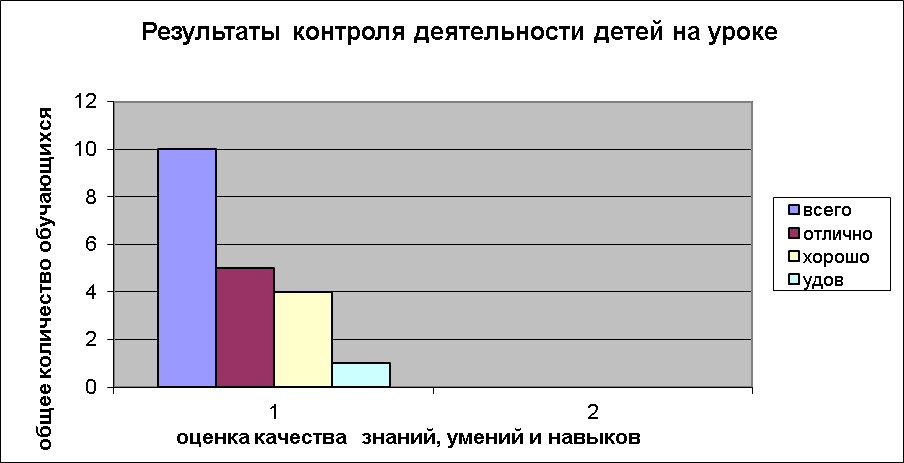 Результаты контроля деятельности детей на уроке
общее количество обучающихся
12
10
8
6
4
2
0
1
2
оценка качества знаний, умений и навыков
всего
отлично
хорошо
удов